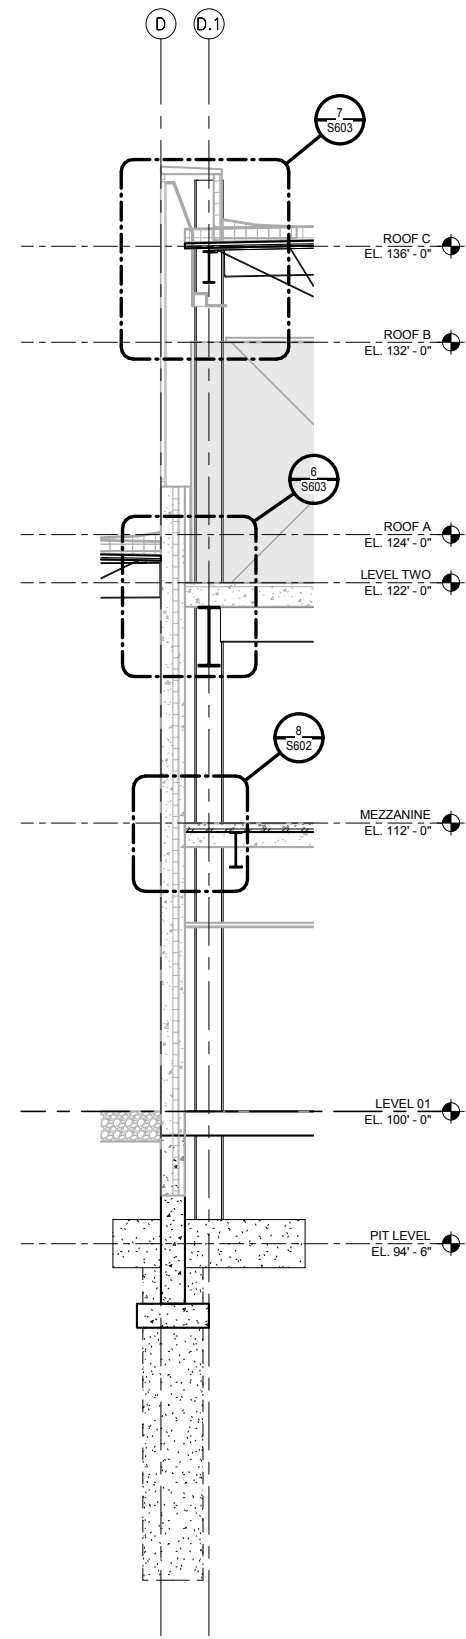 D
D.1
7
S603
ROOF C
EL. 136' - 0"
ROOF B
EL. 132' - 0"
6
S603
ROOF A
EL. 124' - 0"
LEVEL TWO
EL. 122' - 0"
8
S602
MEZZANINE
EL. 112' - 0"
LEVEL 01
EL. 100' - 0"
PIT LEVEL
EL. 94' - 6"